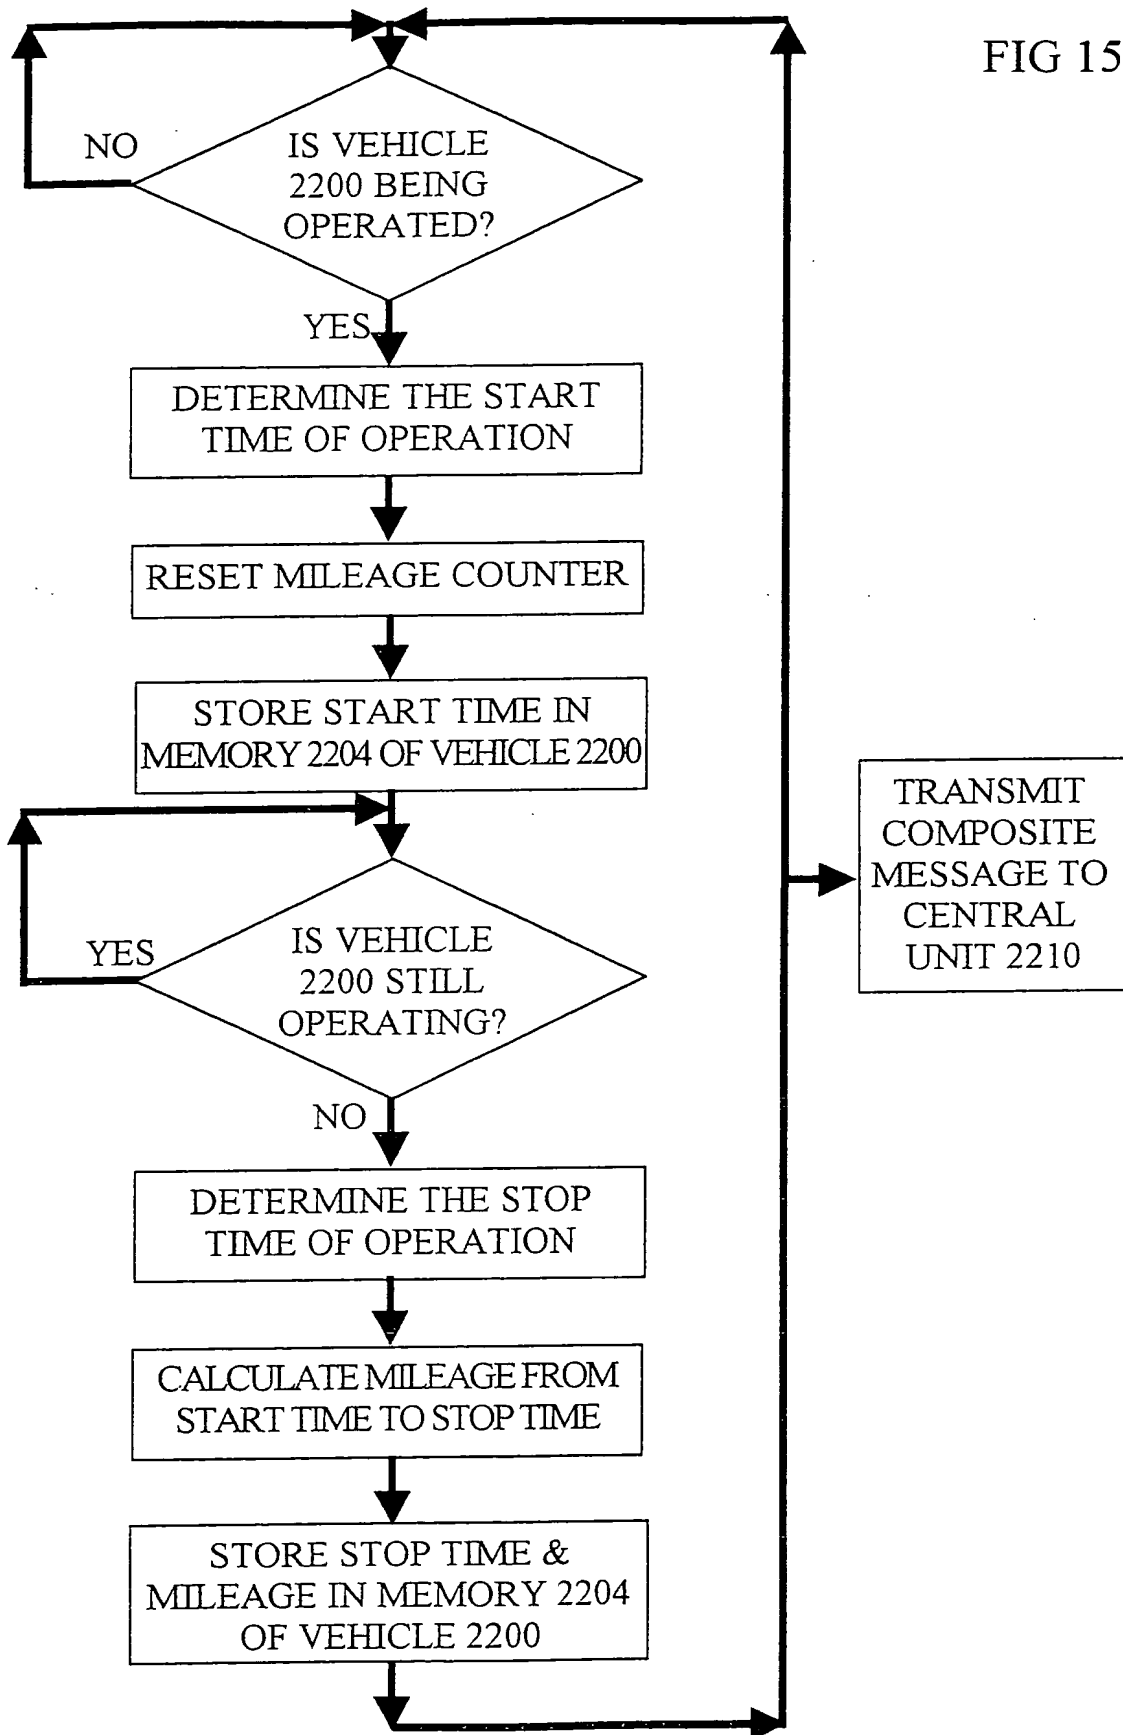 FIG 15
IS VEHICLE
2200 BEING
OPERATED?
NO
YES
DETERMINE THE START
TIME OF OPERATION
RESET MILEAGE COUNTER
STORE START TIME IN
MEMORY 2204 OF VEHICLE 2200
IS VEHICLE
2200 STILL
OPERATING?
YES
NO
DETERMINE THE STOP
TIME OF OPERATION
CALCULATE MILEAGE FROM
START TIME TO STOP TIME
STORE STOP TIME &
MILEAGE IN MEMORY 2204
OF VEHICLE 2200
TRANSMIT
COMPOSITE
MESSAGE TO
CENTRAL
UNIT 2210